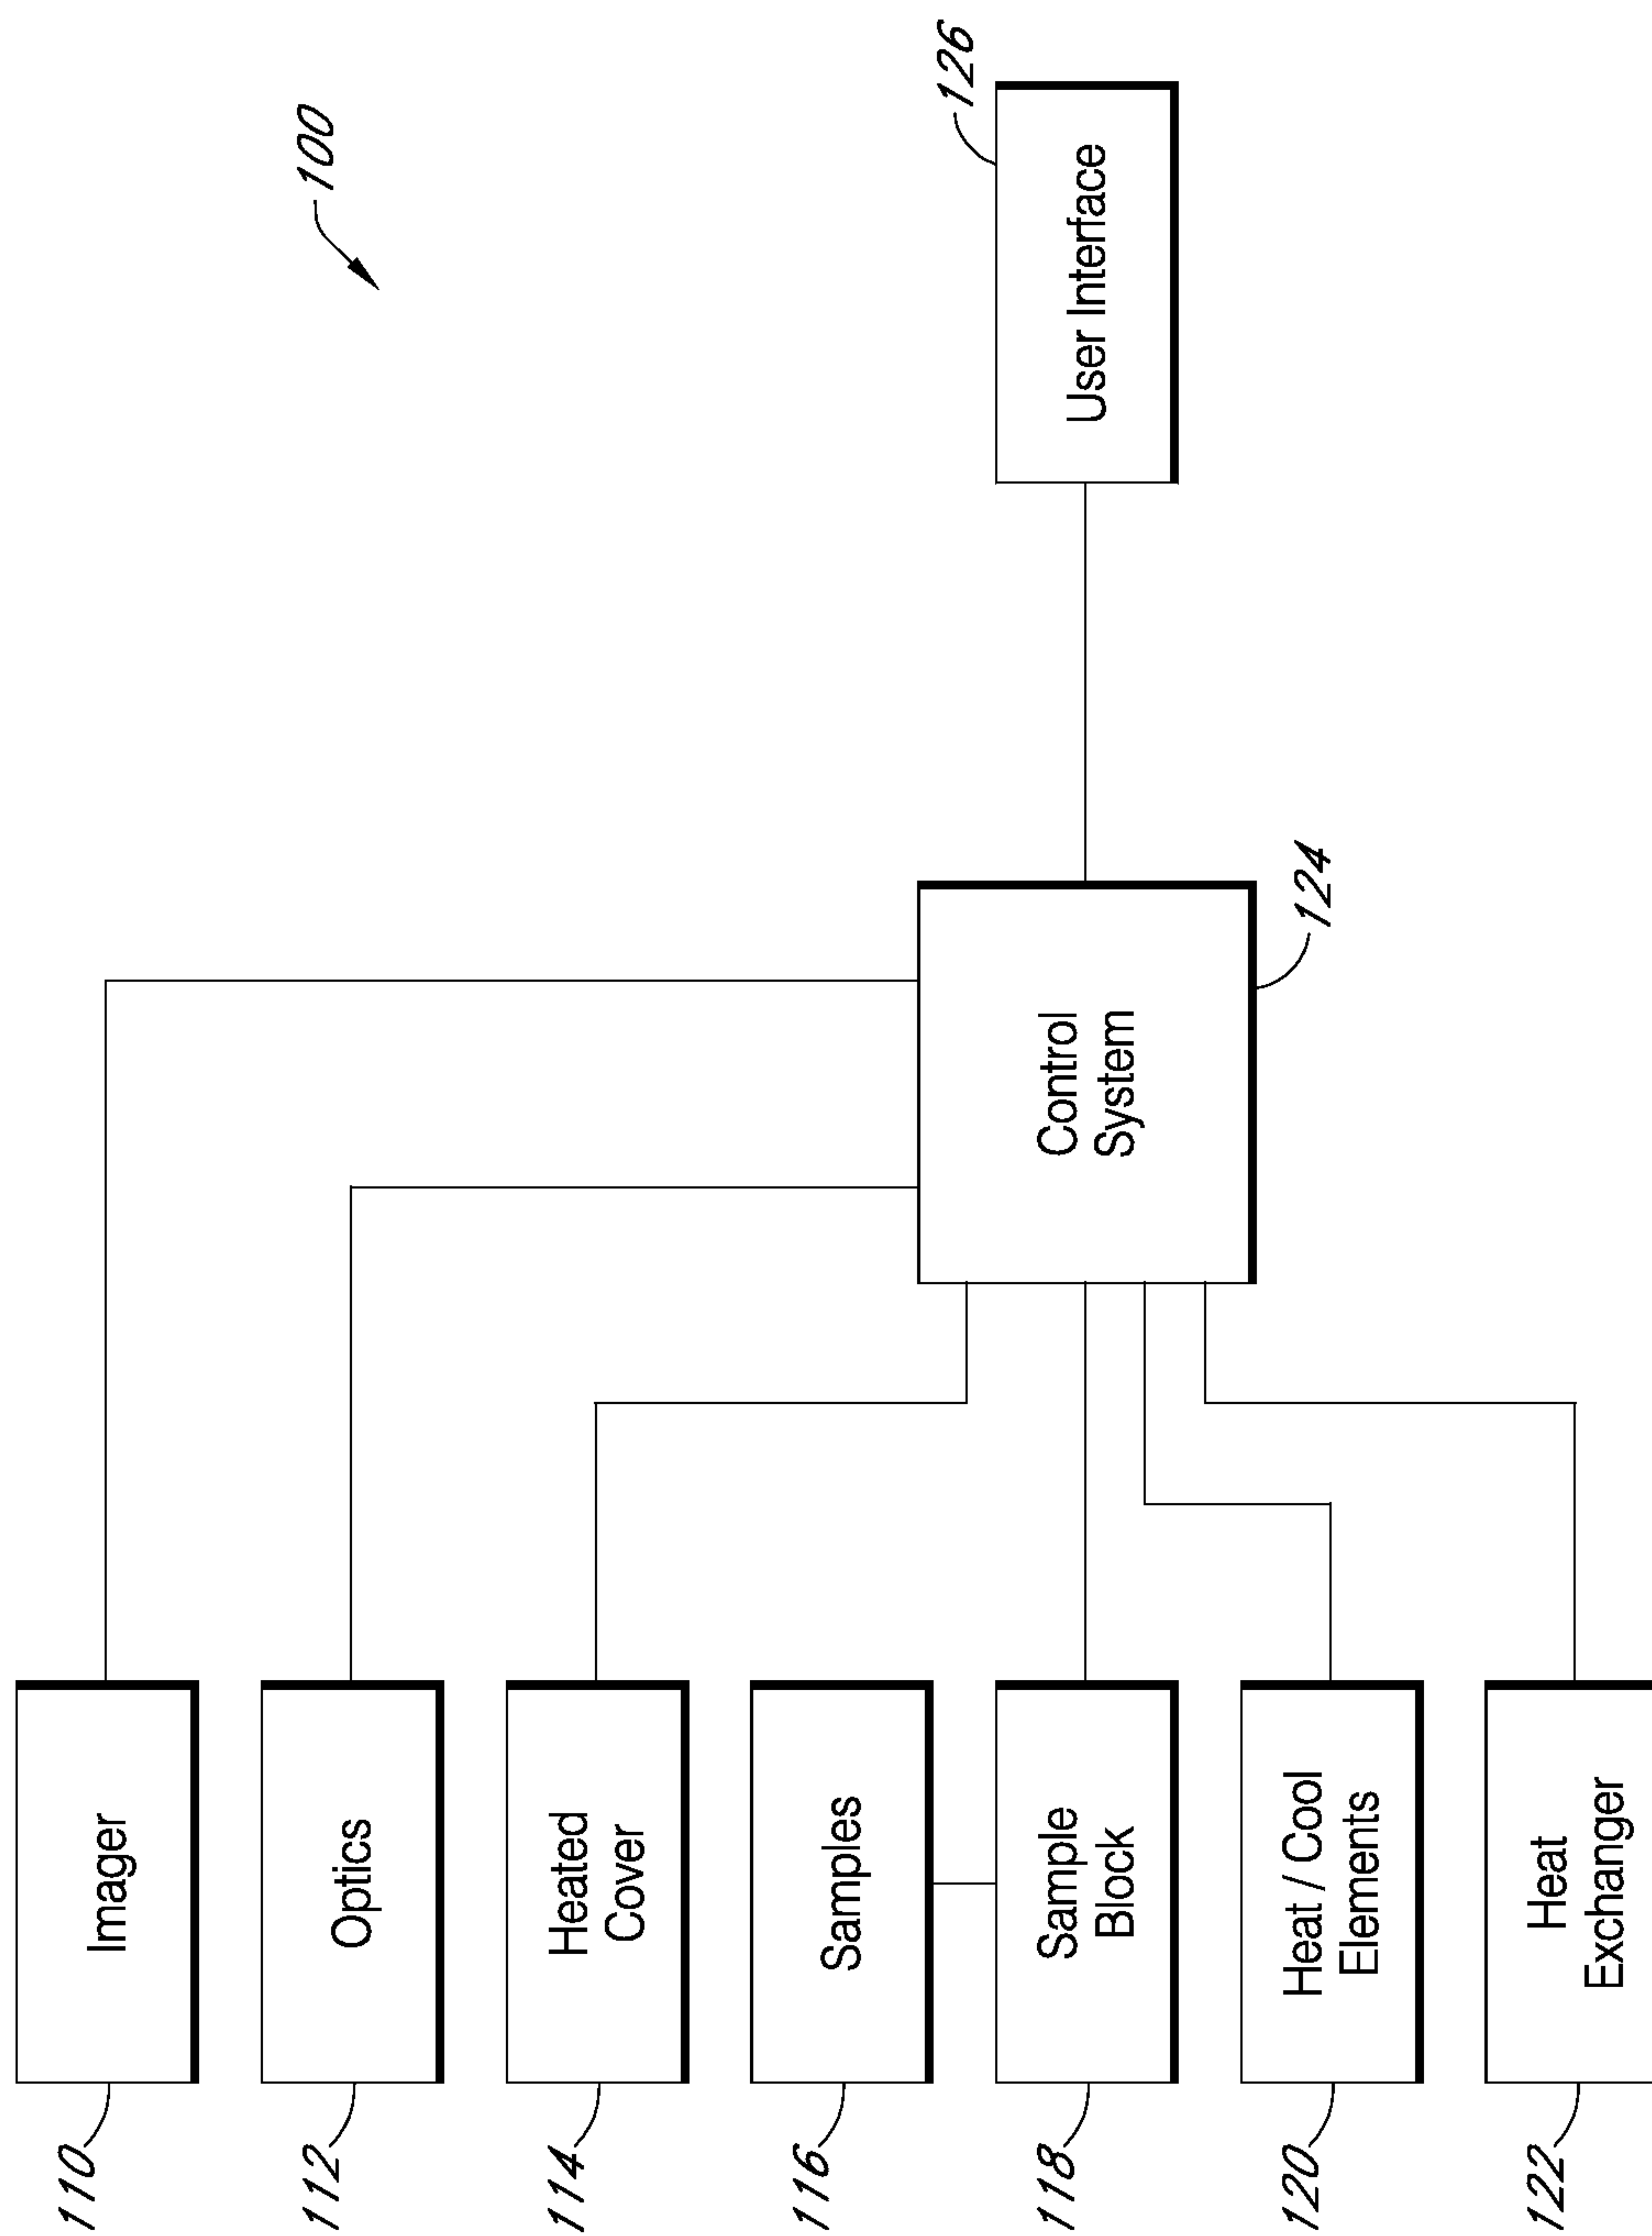 100
110
Imager
112
Optics
114
Heated
Cover
116
Samples
118
Sample
Block
120
Heat / Cool
Elements
122
Heat
Exchanger
Control
System
124
User Interface
126